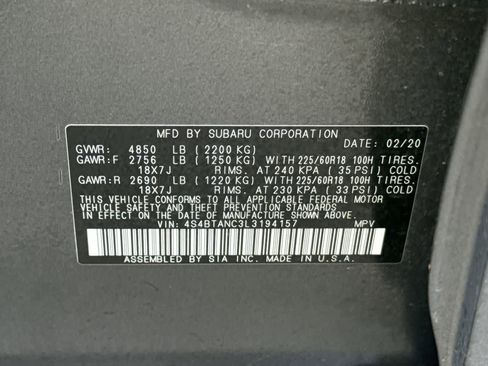 MFD BY SUBARU CORPORATION
DATE: 02/20
GVWR: 4850 LB (2200 KG)
GAWR:F 2756 LB (1250 KG) WITH 225/60R18 100H TIRES.
18X7J RIMS. AT 240 KPA (35 PSI) COLD
GAWR:R 2690 LB (1220 KG) WITH 225/60R18 100H TIRES.
18X7J RIMS. AT 230 KPA (33 PSI) COLD
THIS VEHICLE CONFORMS TO ALL APPLICABLE FEDERAL MOTOR
VEHICLE SAFETY, BUMPER, AND THEFT PREVENTION STANDARDS
IN EFFECT ON THE DATE OF MANUFACTURE SHOWN ABOVE.
VIN: 4S4BTANC3L3194157 MPV
ASSEMBLED BY SIA INC. MADE IN U.S.A.